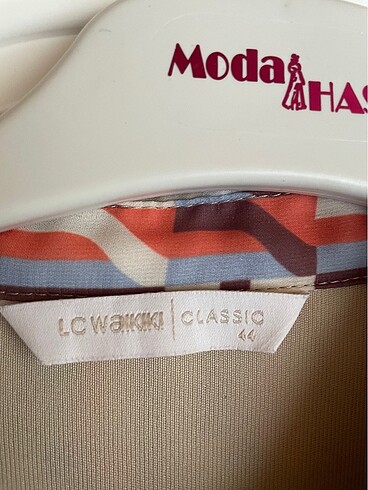 Moda HAS
LC WAIKIKI | CLASSIC
44